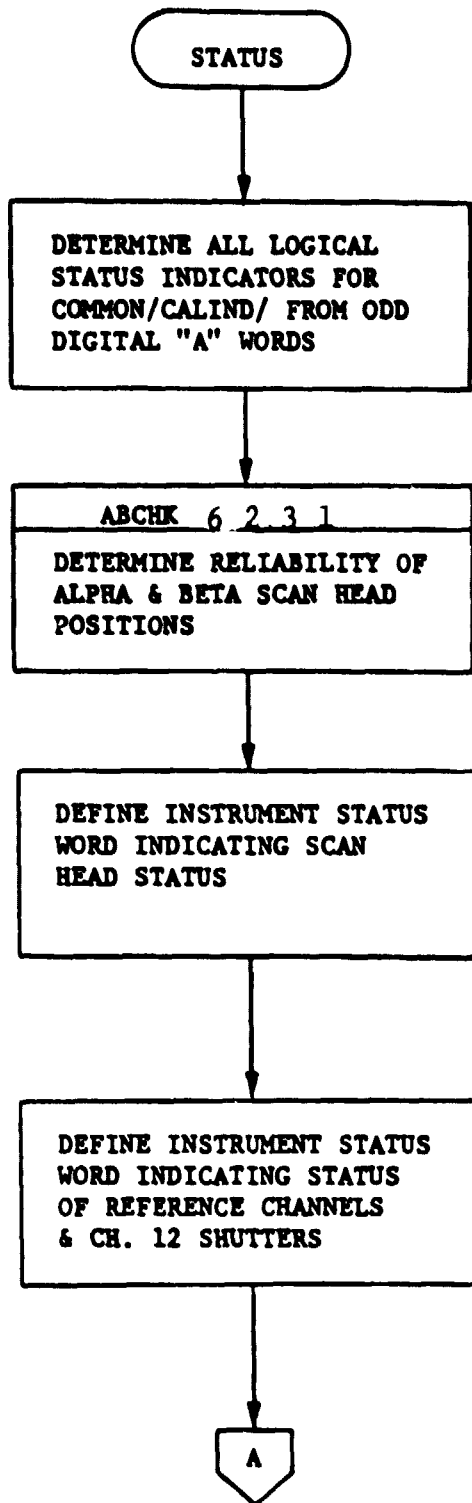 STATUS
DETERMINE ALL LOGICAL
STATUS INDICATORS FOR
COMMON/CALIND/ FROM ODD
DIGITAL "A" WORDS
ABCHK 6 2.3 1
DETERMINE RELIABILITY OF
ALPHA & BETA SCAN HEAD
POSITIONS
DEFINE INSTRUMENT STATUS
WORD INDICATING SCAN
HEAD STATUS
DEFINE INSTRUMENT STATUS
WORD INDICATING STATUS
OF REFERENCE CHANNELS
& CH. 12 SHUTTERS
A